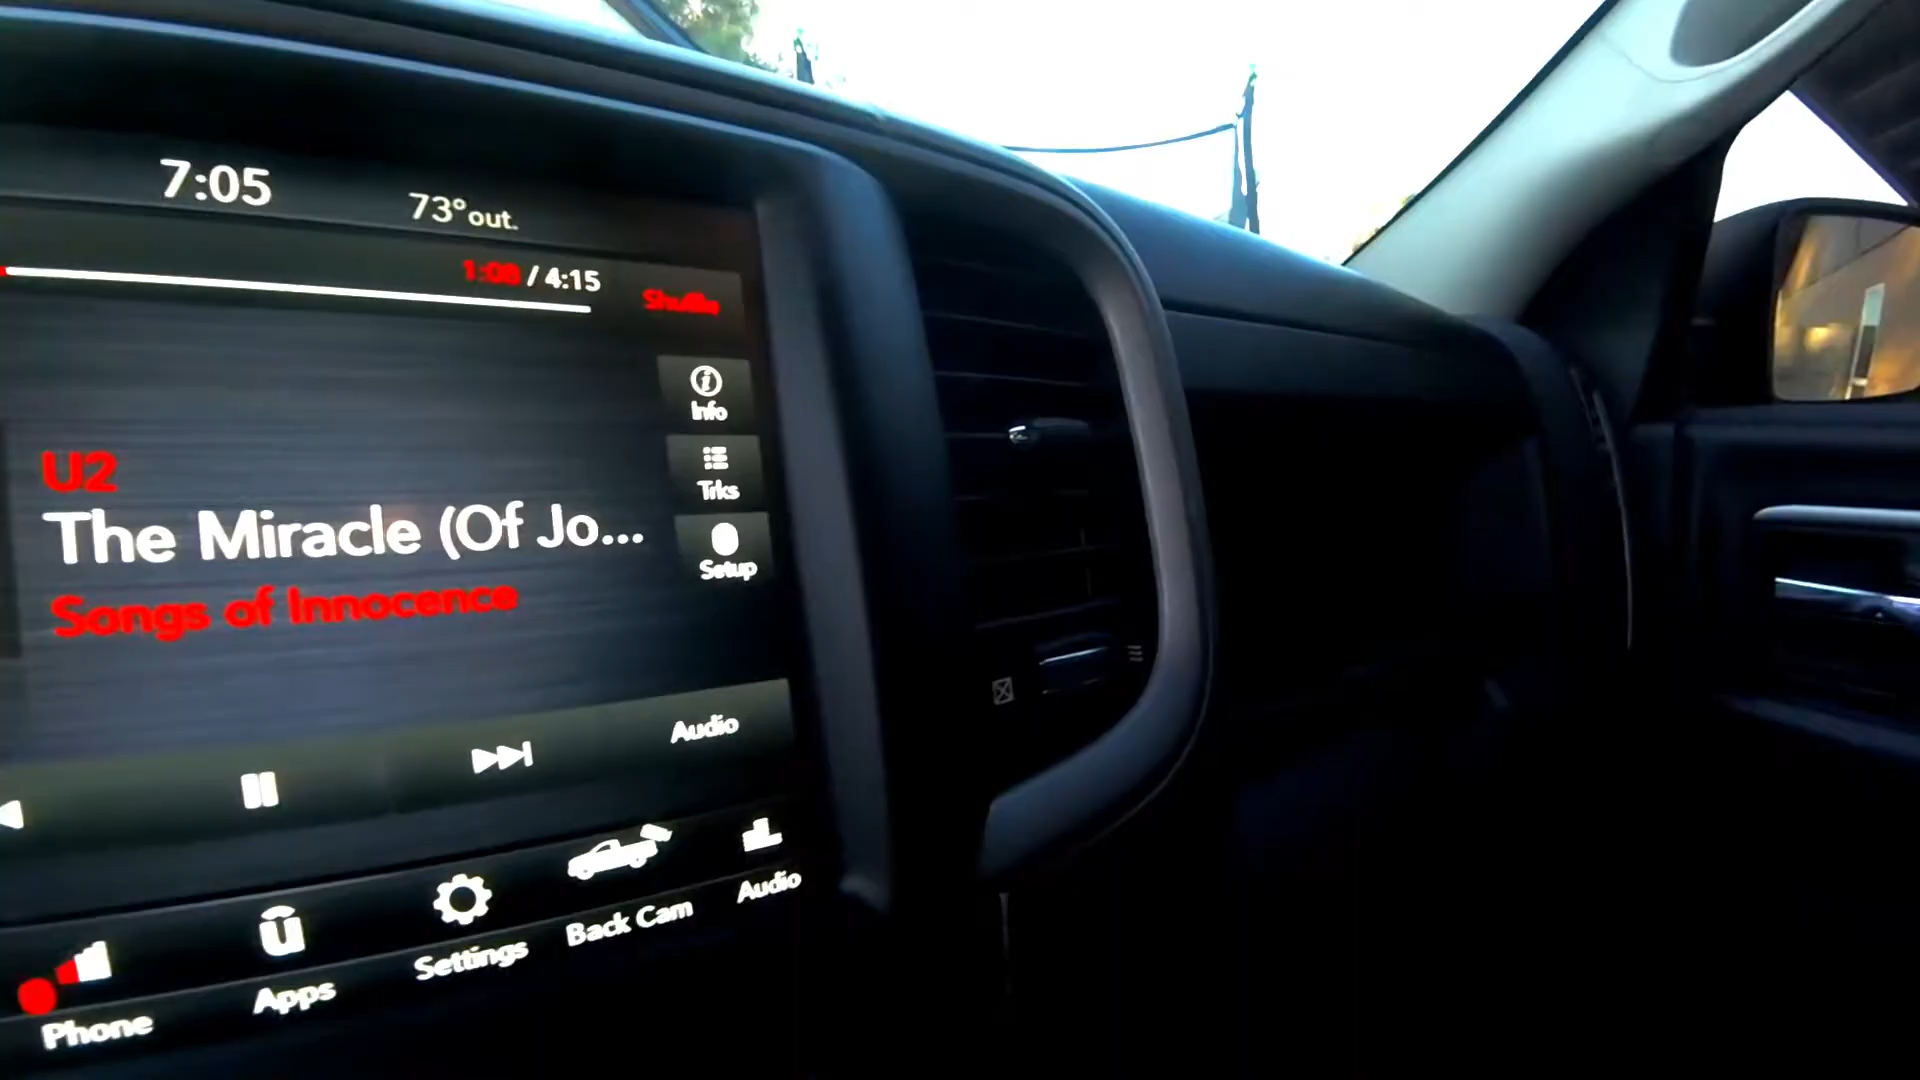 7:05
73°out.
1:08 / 4:15
Shuffle
Info
U2
Trks
The Miracle (Of Jo...
Setup
Songs of Innocence
Audio
Phone
Apps
Settings
Back Cam
Audio